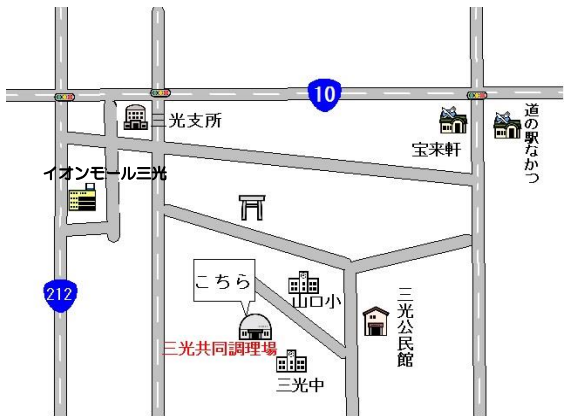 10
三光支所
宝来軒
道の駅なかつ
イオンモール三光
こちら
212
山口小
三光公民館
三光共同調理場
三光中